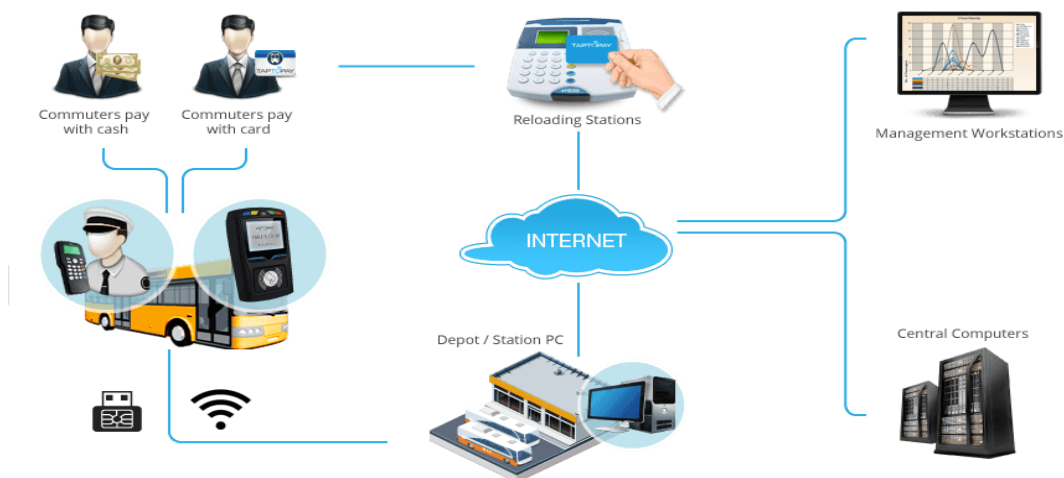 TAPTOPAY
TAPTOPAY
Commuters pay
with cash
Commuters pay
with card
Reloading Stations
Management Workstations
INTERNET
Depot / Station PC
Central Computers